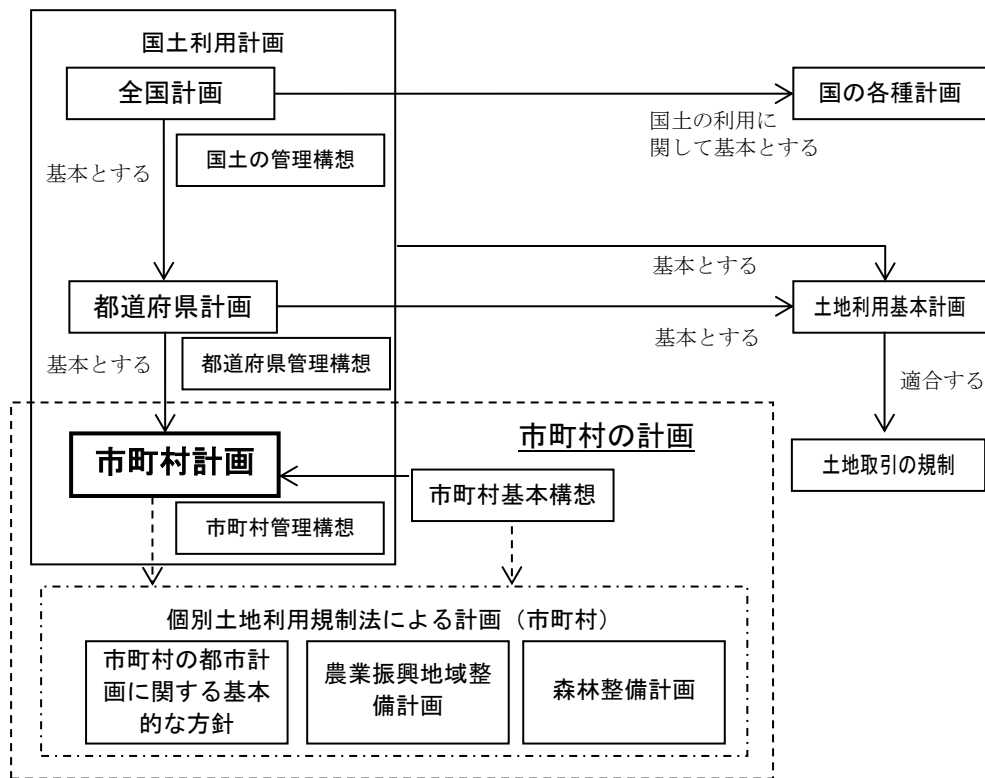 国土利用計画
全国計画
国の各種計画
国土の利用に
関して基本とする
国土の管理構想
基本とする
基本とする
都道府県計画
土地利用基本計画
基本とする
都道府県管理構想
基本とする
適合する
市町村の計画
市町村計画
土地取引の規制
市町村基本構想
市町村管理構想
個別土地利用規制法による計画（市町村）
市町村の都市計
画に関する基本
的な方針
農業振興地域整
備計画
森林整備計画